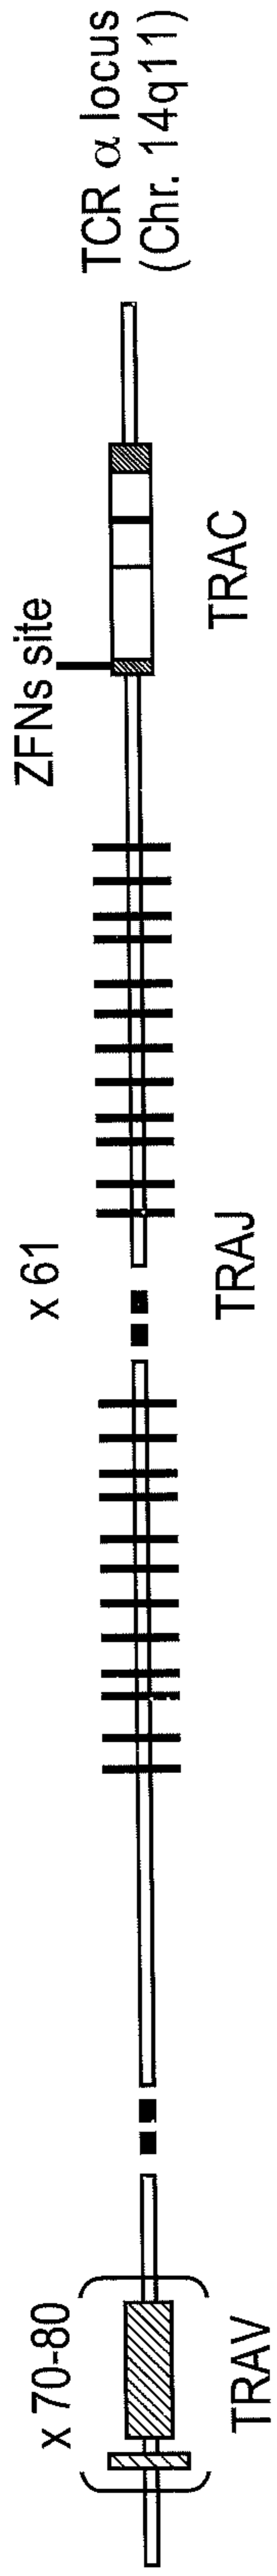 x 70-80
TRAV
x 61
TRAJ
ZFNs site
TRAC
TCR α locus
(Chr. 14q11)